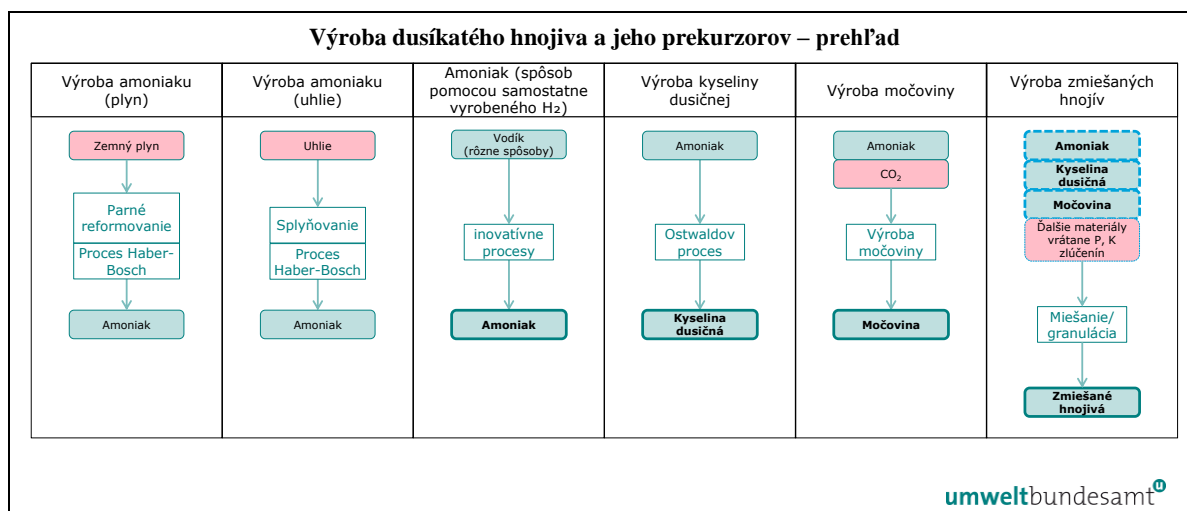 Výroba dusíkatého hnojiva a jeho prekurzorov – prehľad
Výroba amoniaku
(plyn)
Zemný plyn
Parné
reformovanie
Proces Haber-
Bosch
Amoniak
Výroba amoniaku
(uhlie)
Uhlie
Splyňovanie
Proces
Haber-Bosch
Amoniak
Amoniak (spôsob
pomocou samostatne
vyrobeného H₂)
Vodík
(rôzne spôsoby)
inovatívne
procesy
Amoniak
Výroba kyseliny
dusičnej
Amoniak
Ostwaldov
proces
Kyselina
dusičná
Výroba močoviny
Amoniak
CO₂
Výroba
močoviny
Močovina
Výroba zmiešaných
hnojív
Amoniak
Kyselina
dusičná
Močovina
Ďalšie materiály
vrátane P, K
zlúčenín
Miešanie/
granulácia
Zmiešané
hnojivá
umweltbundesamtᵘ